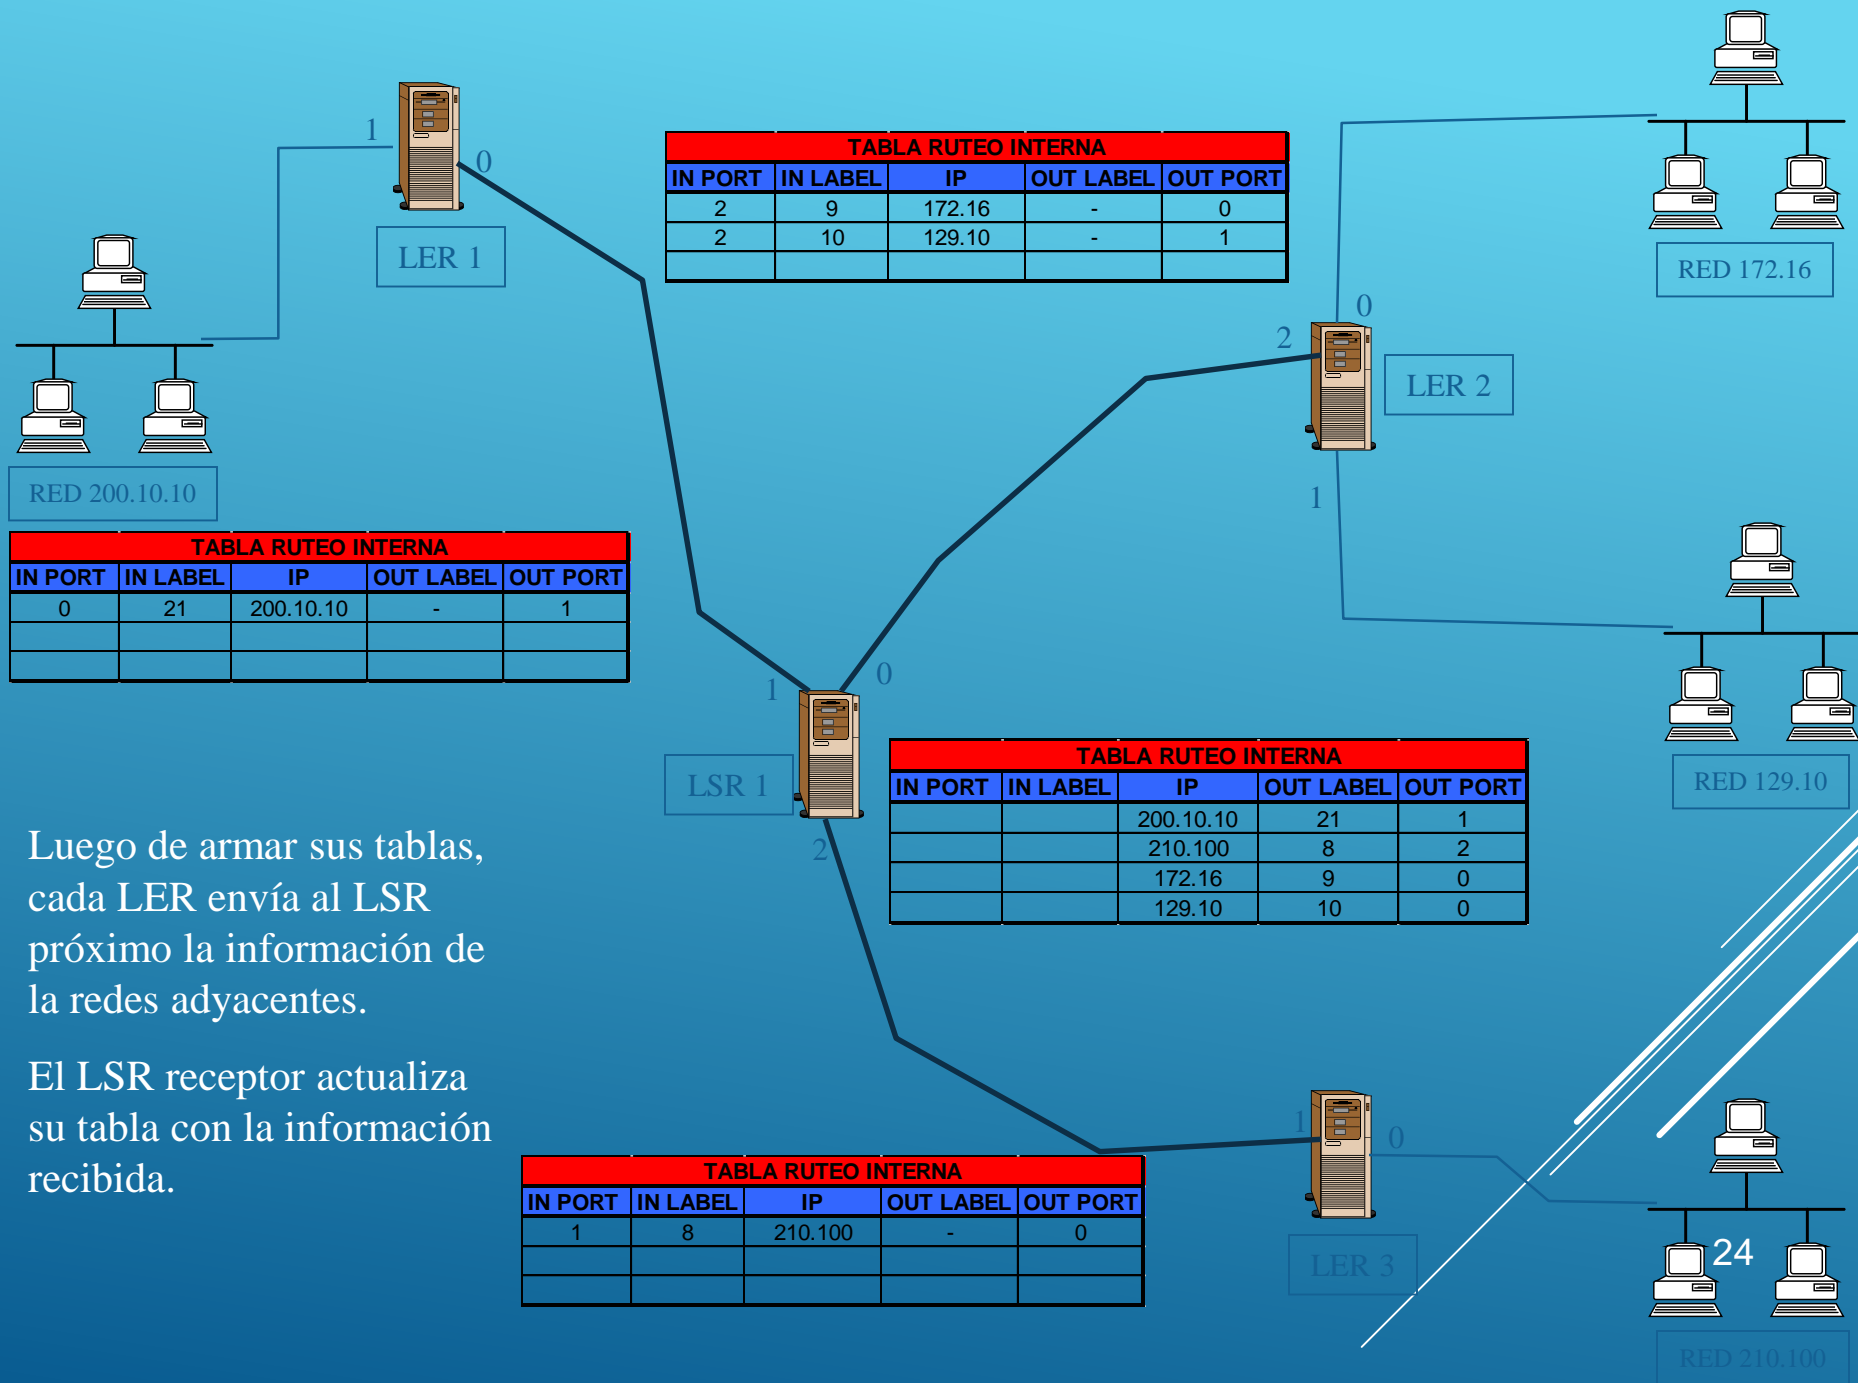 1
0
LER 1
TABLA RUTEO INTERNA
IN PORT IN LABEL IP OUT LABEL OUT PORT
2 9 172.16 - 0
2 10 129.10 - 1
RED 172.16
0
2
LER 2
1
RED 200.10.10
TABLA RUTEO INTERNA
IN PORT IN LABEL IP OUT LABEL OUT PORT
0 21 200.10.10 - 1
1
0
LSR 1
2
TABLA RUTEO INTERNA
IN PORT IN LABEL IP OUT LABEL OUT PORT
200.10.10 21 1
210.100 8 2
172.16 9 0
129.10 10 0
RED 129.10
Luego de armar sus tablas,
cada LER envía al LSR
próximo la información de
la redes adyacentes.
El LSR receptor actualiza
su tabla con la información
recibida.
TABLA RUTEO INTERNA
IN PORT IN LABEL IP OUT LABEL OUT PORT
1 8 210.100 - 0
1
0
LER 3
24
RED 210.100